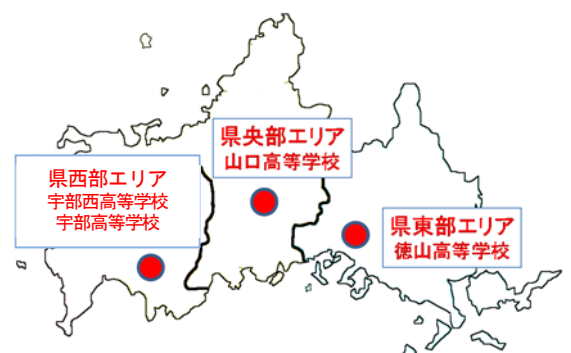 県央部エリア
山口高等学校
県西部エリア
宇部西高等学校
宇部高等学校
県東部エリア
徳山高等学校